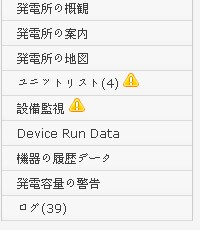 発電所の概観
発電所の案内
発電所の地図
ユニットリスト(4)
設備監視
Device Run Data
機器の履歴データ
発電容量の警告
ログ(39)